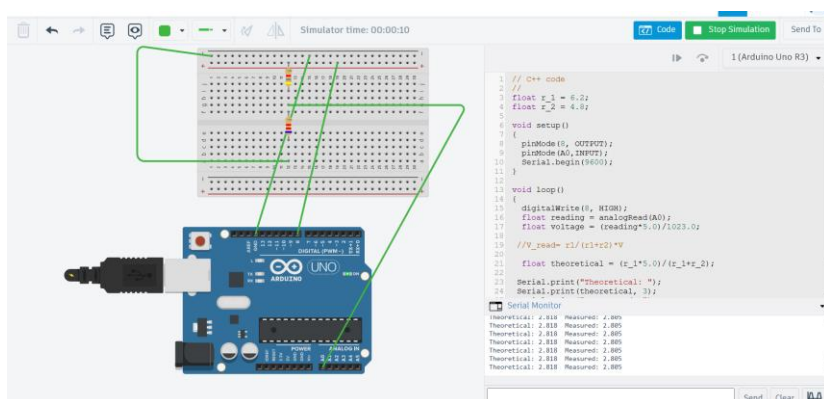 Simulator time: 00:00:10
Code
Stop Simulation
Send To
1 (Arduino Uno R3)
1 // C++ code
2 //
3 float r_1 = 6.2;
4 float r_2 = 4.8;
5
6 void setup()
7 {
8 pinMode(8, OUTPUT);
9 pinMode(A0,INPUT);
10 Serial.begin(9600);
11 }
12
13 void loop()
14 {
15 digitalWrite(8, HIGH);
16 float reading = analogRead(A0);
17 float voltage = (reading*5.0)/1023.0;
18
19 //V_read= r1/(r1+r2)*V
20
21 float theoretical = (r_1*5.0)/(r_1+r_2);
22
23 Serial.print("Theoretical: ");
24 Serial.print(theoretical, 3);
DIGITAL (PWM~)
UNO
ARDUINO
POWER
ANALOG IN
Serial Monitor
Theoretical: 2.818 Measured: 2.805
Theoretical: 2.818 Measured: 2.805
Theoretical: 2.818 Measured: 2.805
Theoretical: 2.818 Measured: 2.805
Theoretical: 2.818 Measured: 2.805
Theoretical: 2.818 Measured: 2.805
Theoretical: 2.818 Measured: 2.805
Send
Clear